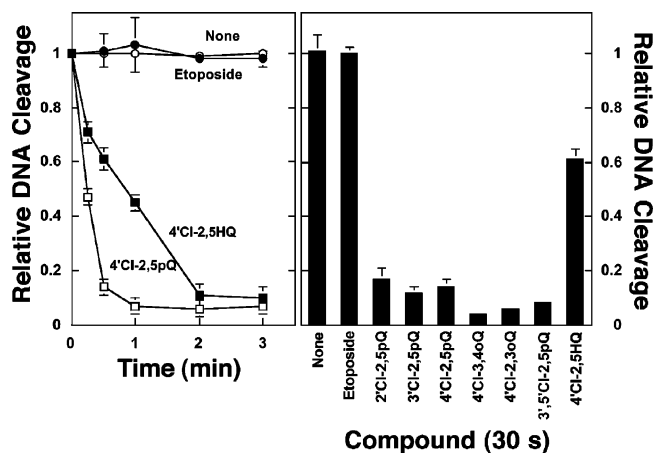 Relative DNA Cleavage
1
0.8
0.6
0.4
0.2
0
None
Etoposide
4'Cl-2,5HQ
4'Cl-2,5pQ
0 1 2 3
Time (min)
1
0.8
0.6
0.4
0.2
0
Relative DNA Cleavage
None
Etoposide
2'Cl-2,5pQ
3'Cl-2,5pQ
4'Cl-2,5pQ
4'Cl-3,4oQ
4'Cl-2,3oQ
3',5'Cl-2,5pQ
4'Cl-2,5HQ
Compound (30 s)